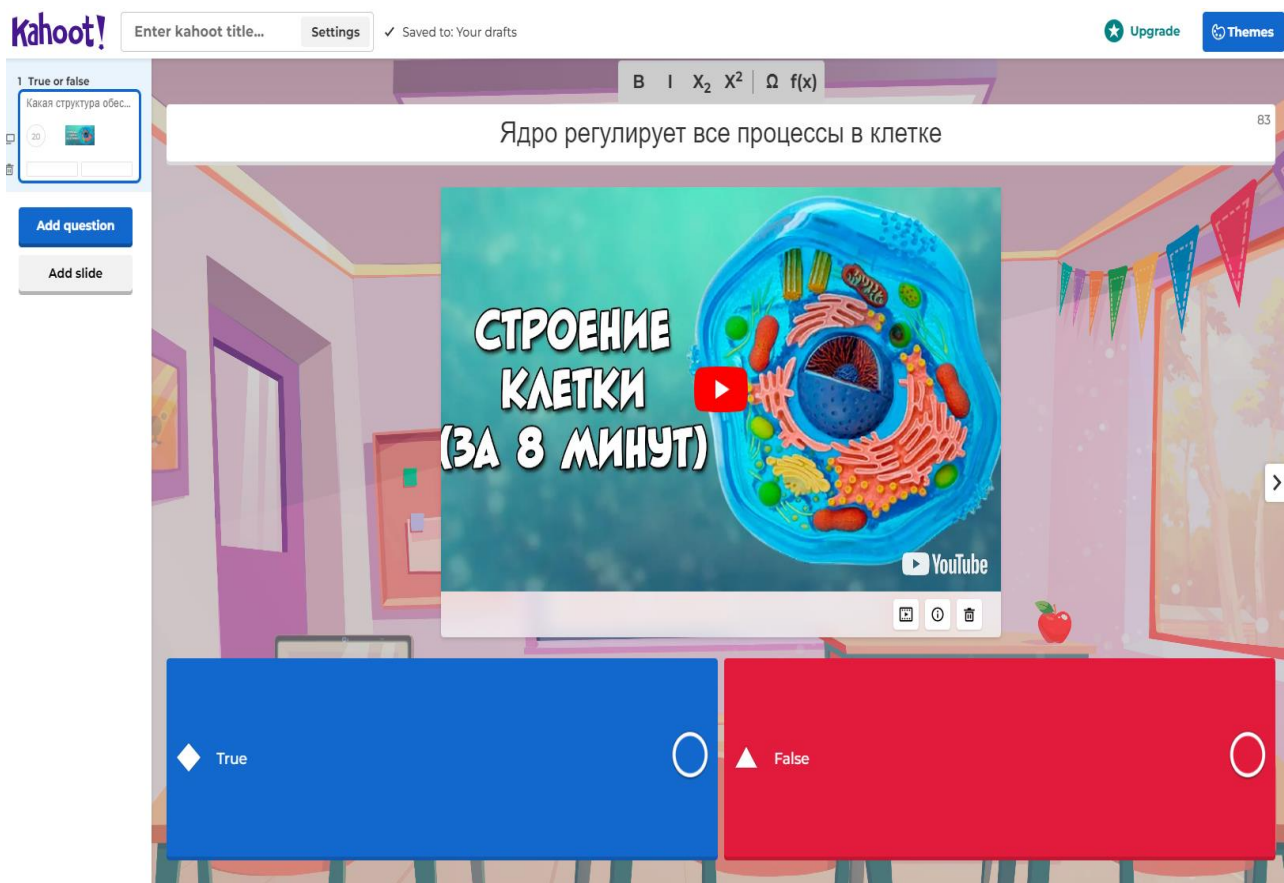 Kahoot!
Enter kahoot title...
Settings
✓ Saved to: Your drafts
Upgrade
Themes
1 True or false
Какая структура обес...
20
Add question
Add slide
B I X₂ X² Ω f(x)
Ядро регулирует все процессы в клетке
83
СТРОЕНИЕ
КЛЕТКИ
(ЗА 8 МИНУТ)
YouTube
True
False